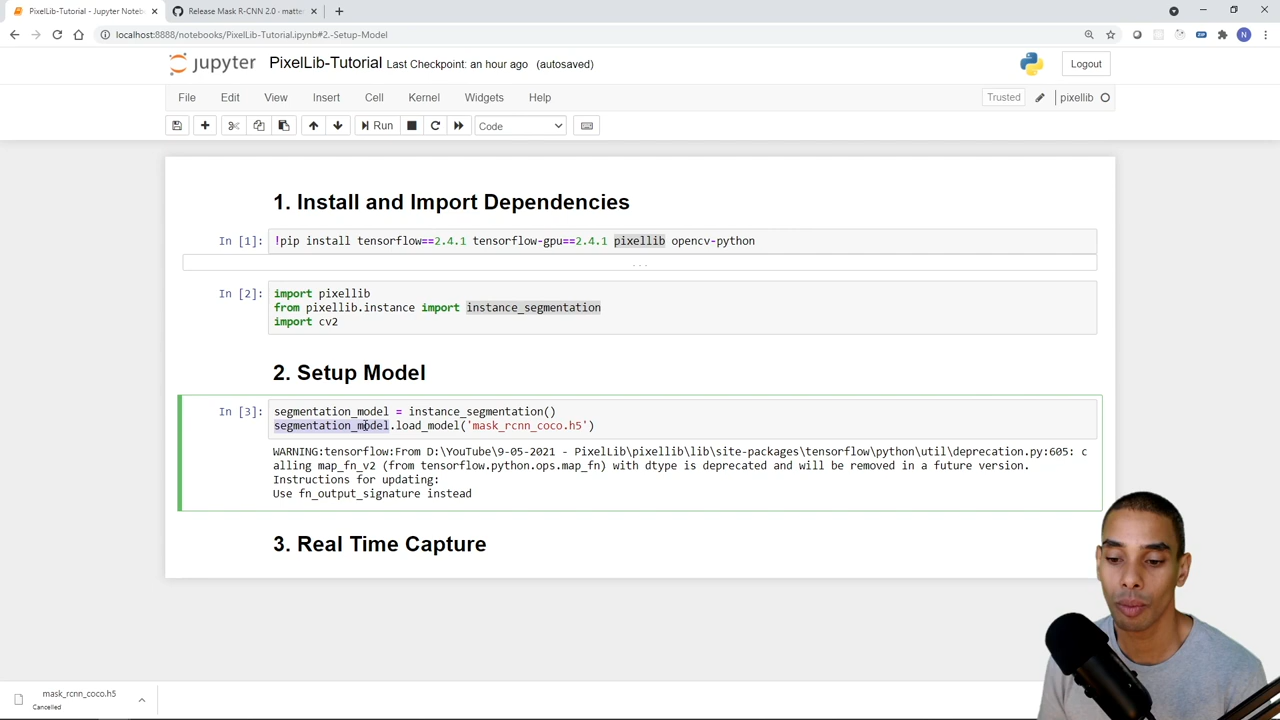 PixelLib-Tutorial - Jupyter Noteb
Release Mask R-CNN 2.0 - matter
localhost:8888/notebooks/PixelLib-Tutorial.ipynb#2.-Setup-Model
N
jupyter PixelLib-Tutorial Last Checkpoint: an hour ago (autosaved)
Logout
File Edit View Insert Cell Kernel Widgets Help
Trusted pixellib
Run Code
1. Install and Import Dependencies
In [1]: !pip install tensorflow==2.4.1 tensorflow-gpu==2.4.1 pixellib opencv-python
...
In [2]: import pixellib
from pixellib.instance import instance_segmentation
import cv2
2. Setup Model
In [3]: segmentation_model = instance_segmentation()
segmentation_model.load_model('mask_rcnn_coco.h5')
WARNING:tensorflow:From D:\YouTube\9-05-2021 - PixelLib\pixellib\lib\site-packages\tensorflow\python\util\deprecation.py:605: c
alling map_fn_v2 (from tensorflow.python.ops.map_fn) with dtype is deprecated and will be removed in a future version.
Instructions for updating:
Use fn_output_signature instead
3. Real Time Capture
mask_rcnn_coco.h5
Cancelled